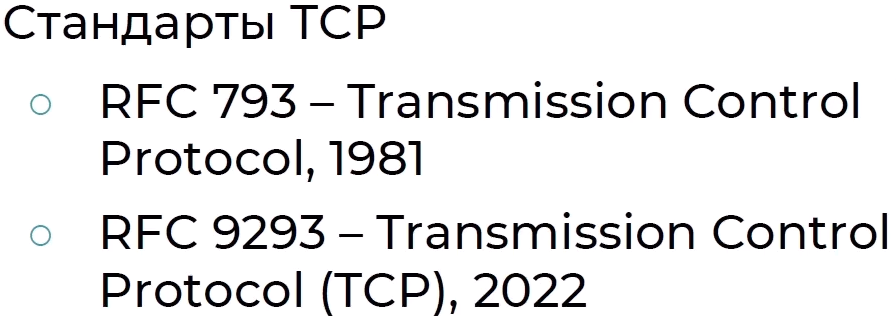 Стандарты TCP
RFC 793 – Transmission Control
Protocol, 1981
RFC 9293 – Transmission Control
Protocol (TCP), 2022